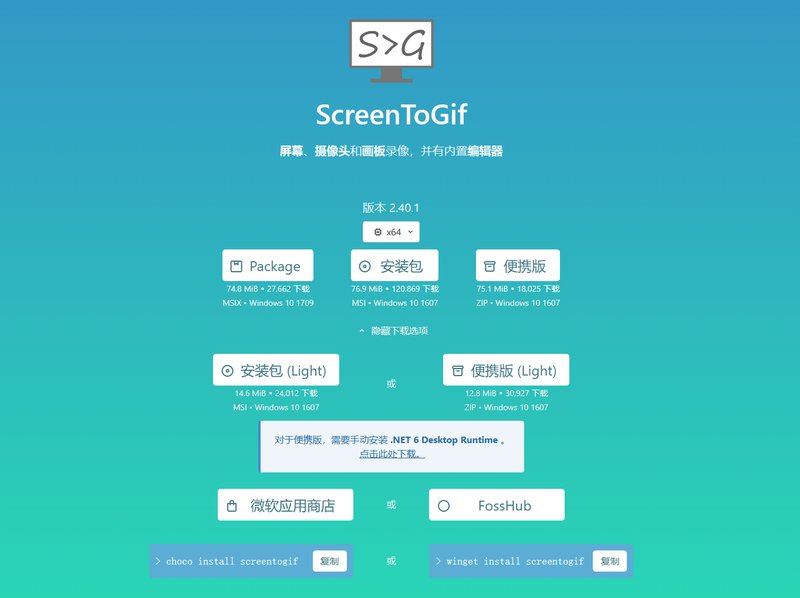 S>G
ScreenToGif
屏幕、摄像头和画板录像，并有内置编辑器
版本 2.40.1
x64
Package
74.8 MiB • 27,662 下载
MSIX • Windows 10 1709
安装包
76.9 MiB • 120,869 下载
MSI • Windows 10 1607
便携版
75.1 MiB • 18,025 下载
ZIP • Windows 10 1607
隐藏下载选项
安装包 (Light)
14.6 MiB • 24,012 下载
MSI • Windows 10 1607
或
便携版 (Light)
12.8 MiB • 30,927 下载
ZIP • Windows 10 1607
对于便携版，需要手动安装 .NET 6 Desktop Runtime 。
点击此处下载。
微软应用商店
或
FossHub
> choco install screentogif
复制
或
> winget install screentogif
复制